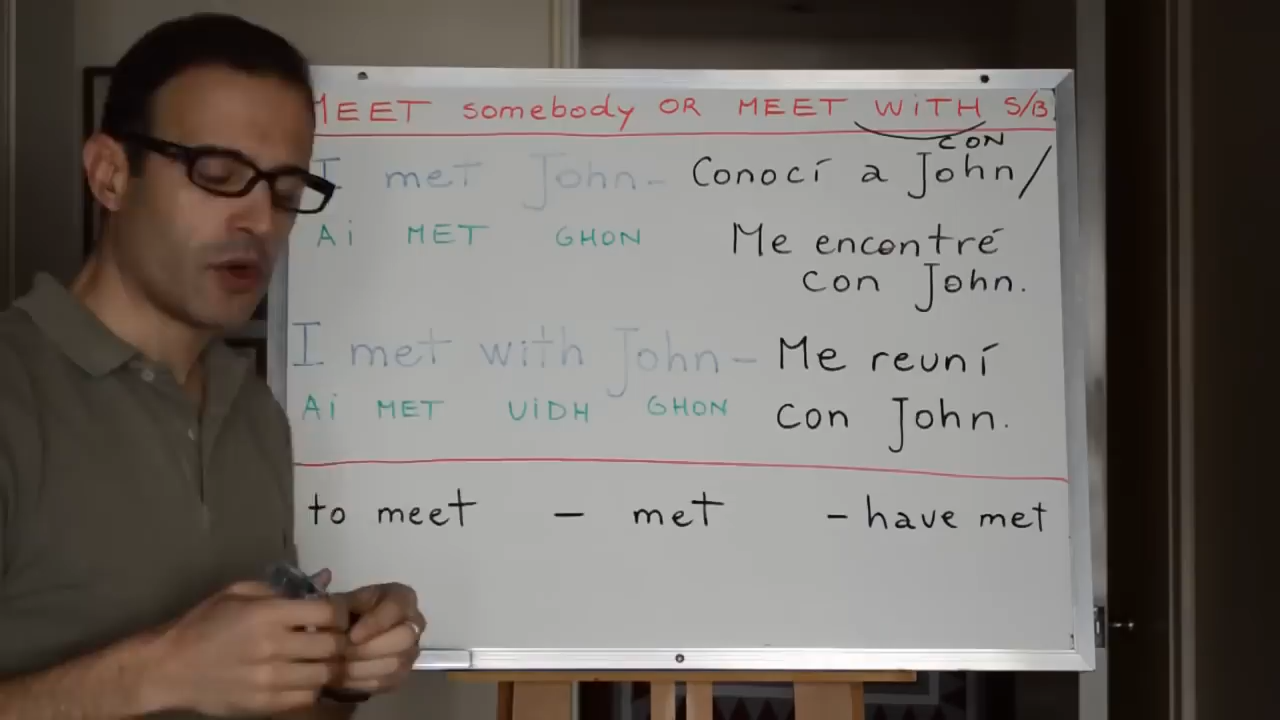 MEET somebody OR MEET WiTH S/B
CON
I met John - Conocí a John/
Ai MET GHON Me encontré
con John.
I met with John - Me reuní
Ai MET UiDH GHON con John.
to meet - met - have met